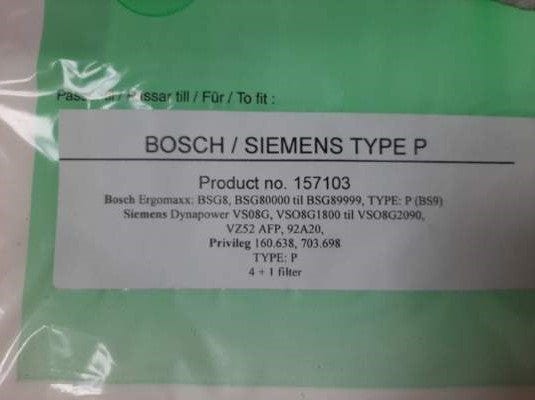 / Passar till / Für / To fit :
BOSCH / SIEMENS TYPE P
Product no. 157103
Bosch Ergomaxx: BSG8, BSG80000 til BSG89999, TYPE: P (BS9)
Siemens Dynapower VS08G, VSO8G1800 til VSO8G2090,
VZ52 AFP, 92A20,
Privileg 160.638, 703.698
TYPE: P
4 + 1 filter